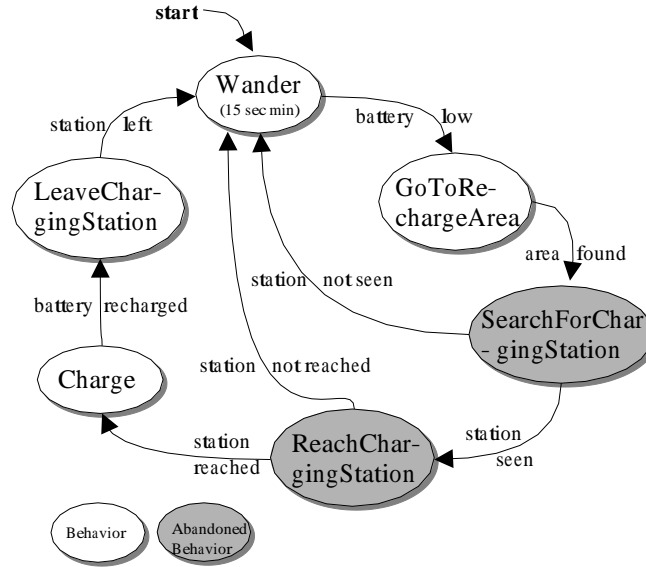 start
Wander
(15 sec min)
station left
battery low
LeaveChar-
gingStation
GoToRe-
chargeArea
area found
station not seen
battery recharged
SearchForChar
- gingStation
station not reached
Charge
station
reached
ReachChar-
gingStation
station
seen
Behavior
Abandoned
Behavior